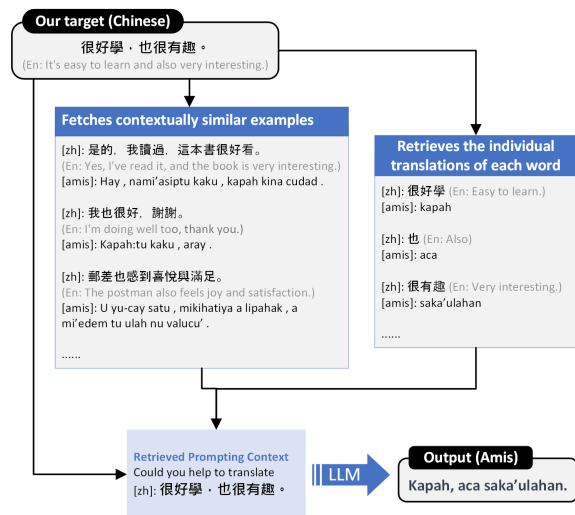 Our target (Chinese)
很好學，也很有趣。
(En: It's easy to learn and also very interesting.)
Fetches contextually similar examples
[zh]: 是的，我讀過，這本書很好看。
(En: Yes, I've read it, and the book is very interesting.)
[amis]: Hay , nami'asiptu kaku , kapah kina cudad .
[zh]: 我也很好，謝謝。
(En: I'm doing well too, thank you.)
[amis]: Kapah:tu kaku , aray .
[zh]: 郵差也感到喜悅與滿足。
(En: The postman also feels joy and satisfaction.)
[amis]: U yu-cay satu , mikihatiya a lipahak , a
mi'edem tu ulah nu valucu' .
......
Retrieves the individual
translations of each word
[zh]: 很好學 (En: Easy to learn.)
[amis]: kapah
[zh]: 也 (En: Also)
[amis]: aca
[zh]: 很有趣 (En: Very interesting.)
[amis]: saka'ulahan
......
Retrieved Prompting Context
Could you help to translate
[zh]: 很好學，也很有趣。
LLM
Output (Amis)
Kapah, aca saka'ulahan.